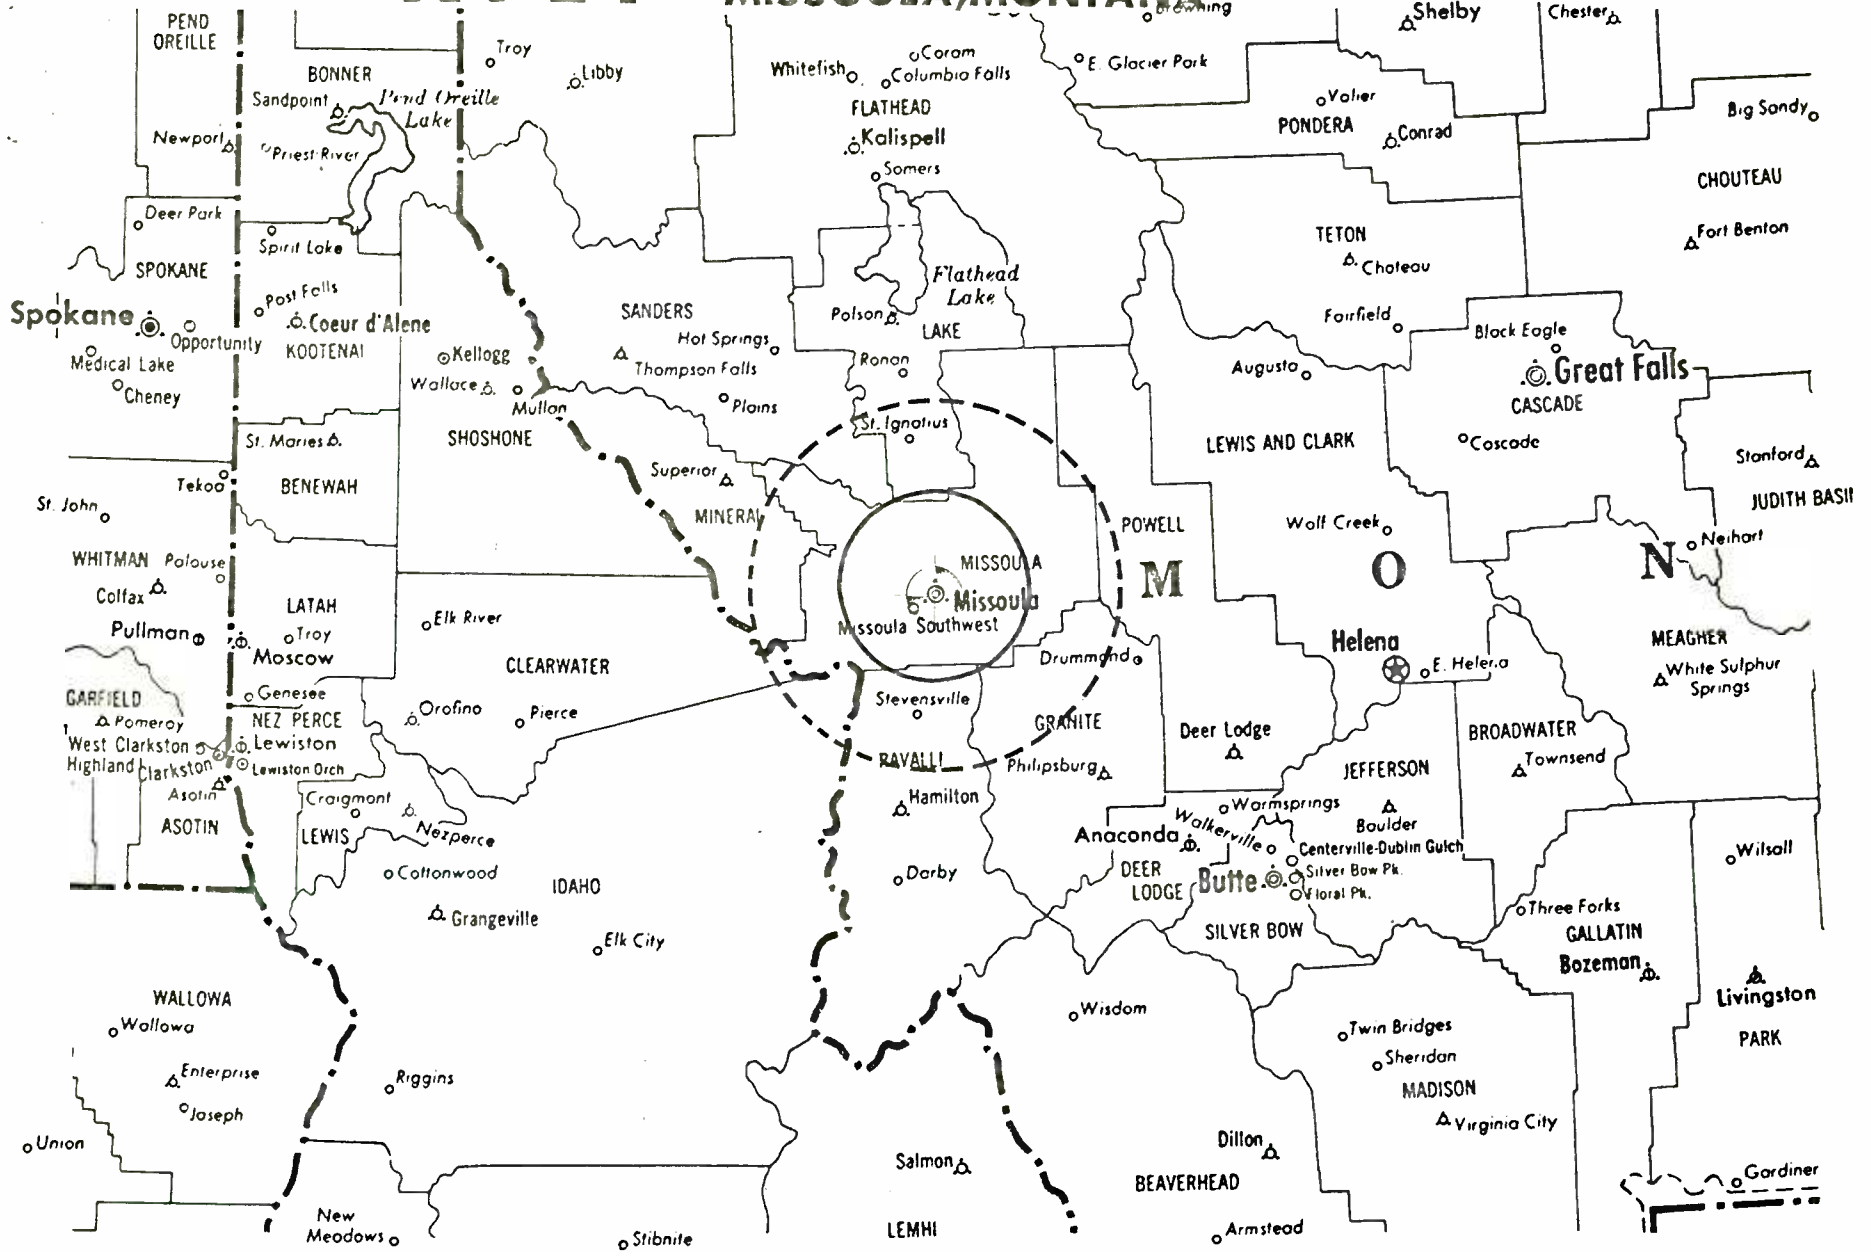 MISSOULA, MONTANA
PEND
OREILLE
BONNER
Sandpoint
Pend Oreille
Lake
Newport
Priest River
Troy
Libby
Whitefish
Coram
Columbia Falls
FLATHEAD
Kalispell
Somers
Browning
E. Glacier Park
Shelby
Chester
Valier
PONDERA
Conrad
Big Sandy
CHOUTEAU
Fort Benton
Deer Park
Spirit Lake
SPOKANE
Spokane
Opportunity
Medical Lake
Cheney
Post Falls
Coeur d'Alene
KOOTENAI
Kellogg
Wallace
Mullan
SHOSHONE
SANDERS
Hot Springs
Thompson Falls
Plains
Polson
Flathead
Lake
LAKE
Ronan
St. Ignatius
TETON
Choteau
Fairfield
Augusta
Black Eagle
Great Falls
CASCADE
Cascade
LEWIS AND CLARK
Stanford
JUDITH BASIN
St. Maries
Tekoa
BENEWAH
St. John
WHITMAN
Palouse
Colfax
Pullman
LATAH
Troy
Moscow
Superior
MINERAL
MISSOULA
Missoula
Missoula Southwest
POWELL
Wolf Creek
Neihart
M O N
Elk River
CLEARWATER
Drummond
Helena
E. Helena
MEAGHER
White Sulphur
Springs
GARFIELD
Pomeroy
Genesee
NEZ PERCE
West Clarkston
Highland
Clarkston
Lewiston
Lewiston Orch
Asotin
ASOTIN
Orofino
Pierce
Stevensville
GRANITE
RAVALLI
Philipsburg
Deer Lodge
BROADWATER
Townsend
JEFFERSON
Craigmont
LEWIS
Nezperce
Hamilton
Warmsprings
Walkerville
Boulder
Anaconda
Centerville-Dublin Gulch
DEER
LODGE
Butte
Silver Bow Pk.
Floral Pk.
SILVER BOW
Wilsall
Cottonwood
IDAHO
Grangeville
Elk City
Darby
Three Forks
GALLATIN
Bozeman
Livingston
PARK
WALLOWA
Wallowa
Enterprise
Joseph
Union
Riggins
Wisdom
Twin Bridges
Sheridan
MADISON
Virginia City
Dillon
Salmon
BEAVERHEAD
Gardiner
New
Meadows
Stibnite
LEMHI
Armstead